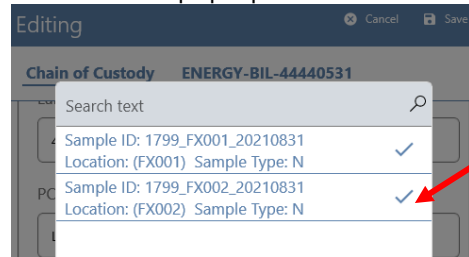 Editing
Cancel
Save
Chain of Custody
ENERGY-BIL-44440531
Search text
Sample ID: 1799_FX001_20210831
Location: (FX001) Sample Type: N
PO
Sample ID: 1799_FX002_20210831
Location: (FX002) Sample Type: N